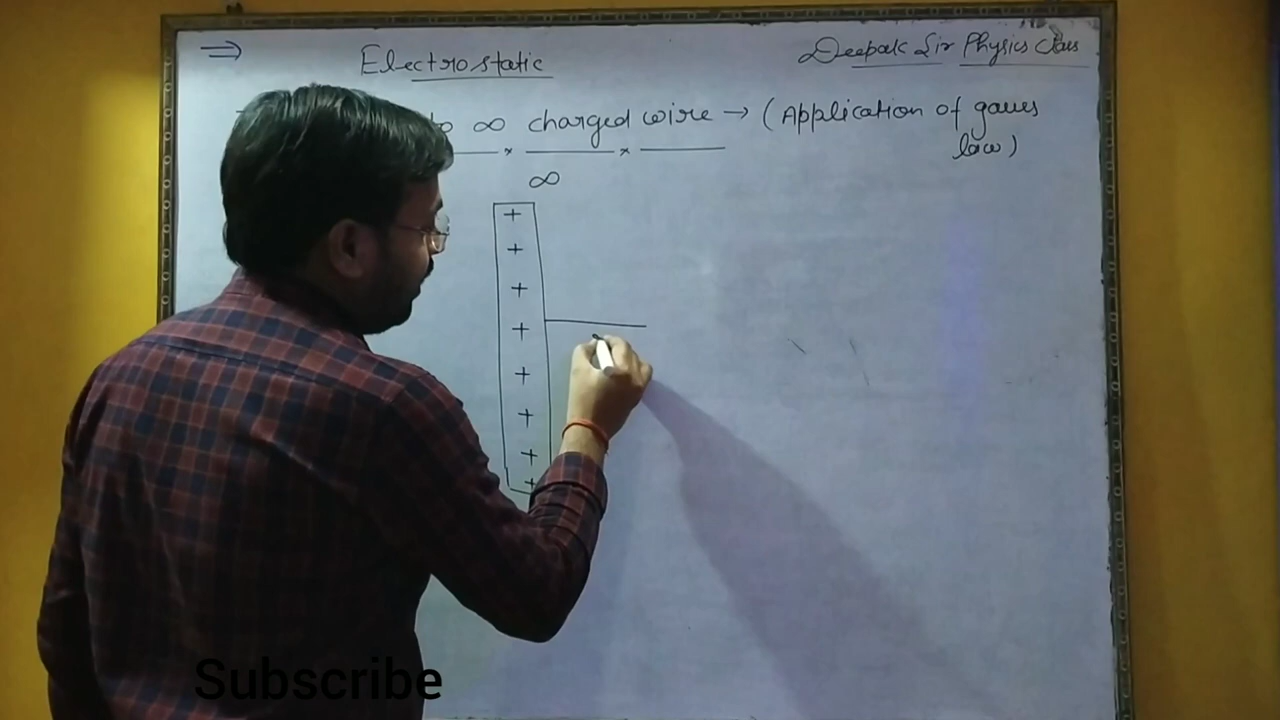 ⇒ Electrostatic
Deepak Sir Physics Class
∞ charged wire → (Application of gauss
law)
∞
+
+
+
+
+
+
+
+
Subscribe